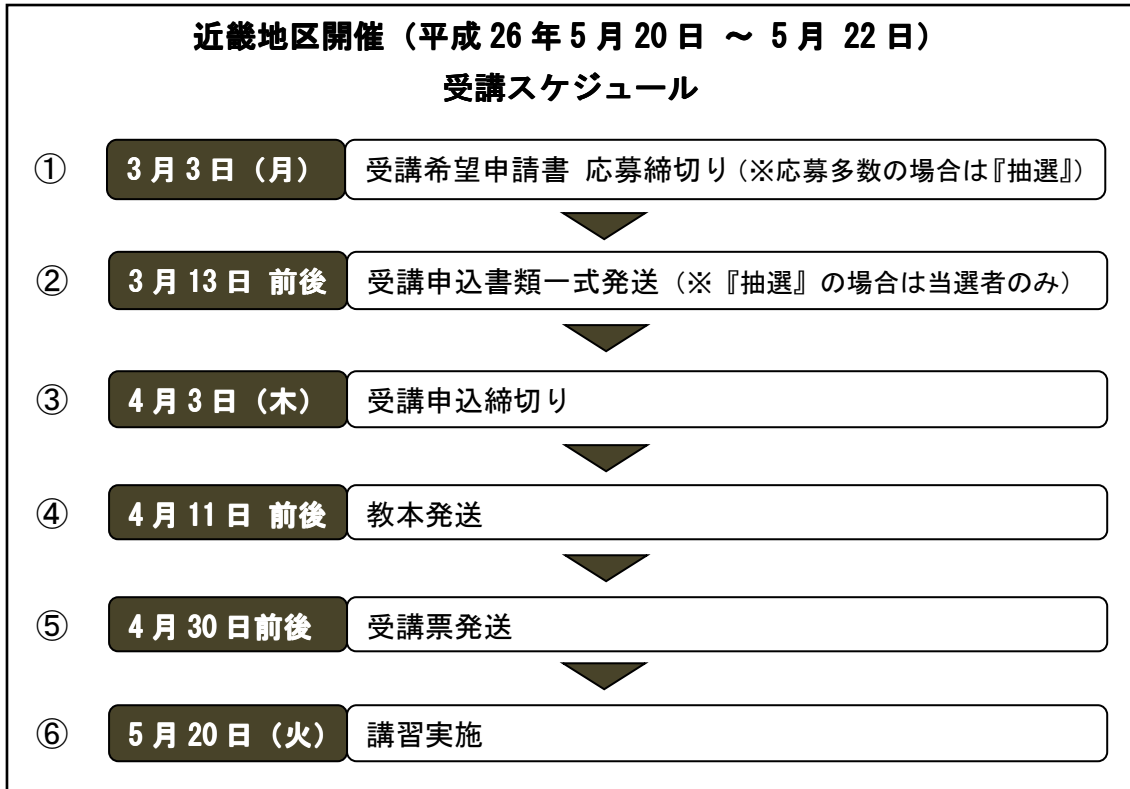 近畿地区開催（平成 26 年 5 月 20 日 ～ 5 月 22 日）
受講スケジュール
① 3 月 3 日（月） 受講希望申請書 応募締切り（※応募多数の場合は『抽選』）
② 3 月 13 日 前後 受講申込書類一式発送（※『抽選』の場合は当選者のみ）
③ 4 月 3 日（木） 受講申込締切り
④ 4 月 11 日 前後 教本発送
⑤ 4 月 30 日前後 受講票発送
⑥ 5 月 20 日（火） 講習実施